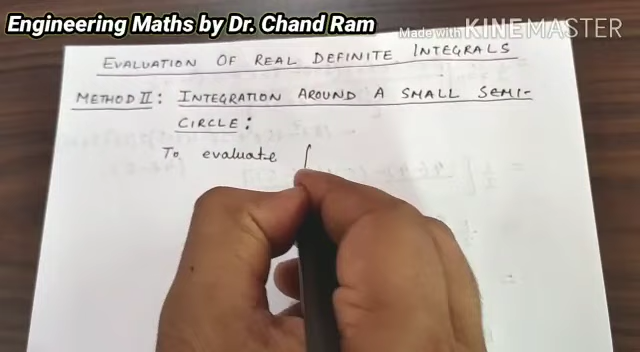 Engineering Maths by Dr. Chand Ram
Made with KINEMASTER
EVALUATION OF REAL DEFINITE INTEGRALS
METHOD II: INTEGRATION AROUND A SMALL SEMI-
CIRCLE:
To evaluate ∫